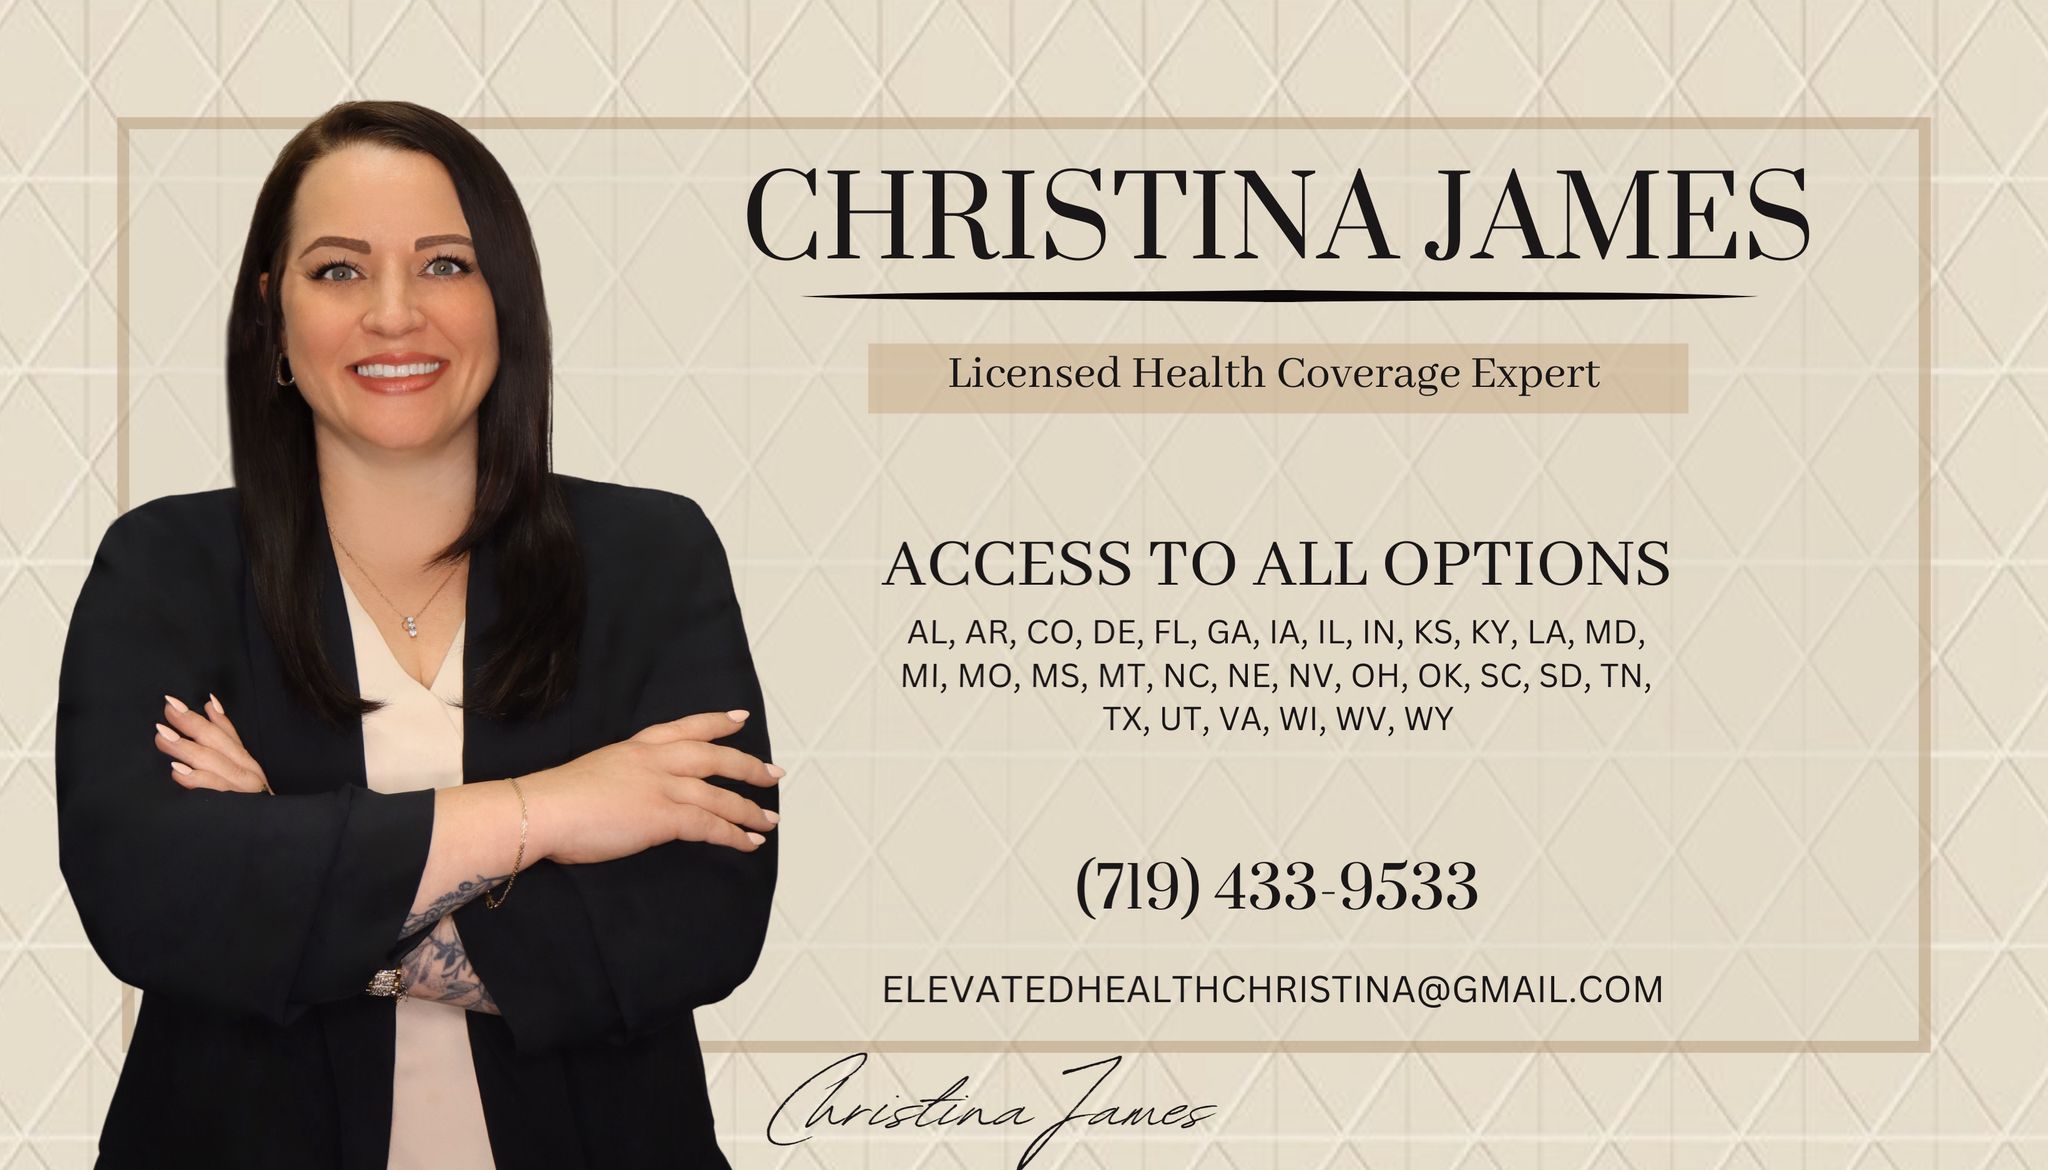 CHRISTINA JAMES
Licensed Health Coverage Expert
ACCESS TO ALL OPTIONS
AL, AR, CO, DE, FL, GA, IA, IL, IN, KS, KY, LA, MD,
MI, MO, MS, MT, NC, NE, NV, OH, OK, SC, SD, TN,
TX, UT, VA, WI, WV, WY
(719) 433-9533
ELEVATEDHEALTHCHRISTINA@GMAIL.COM
Christina James